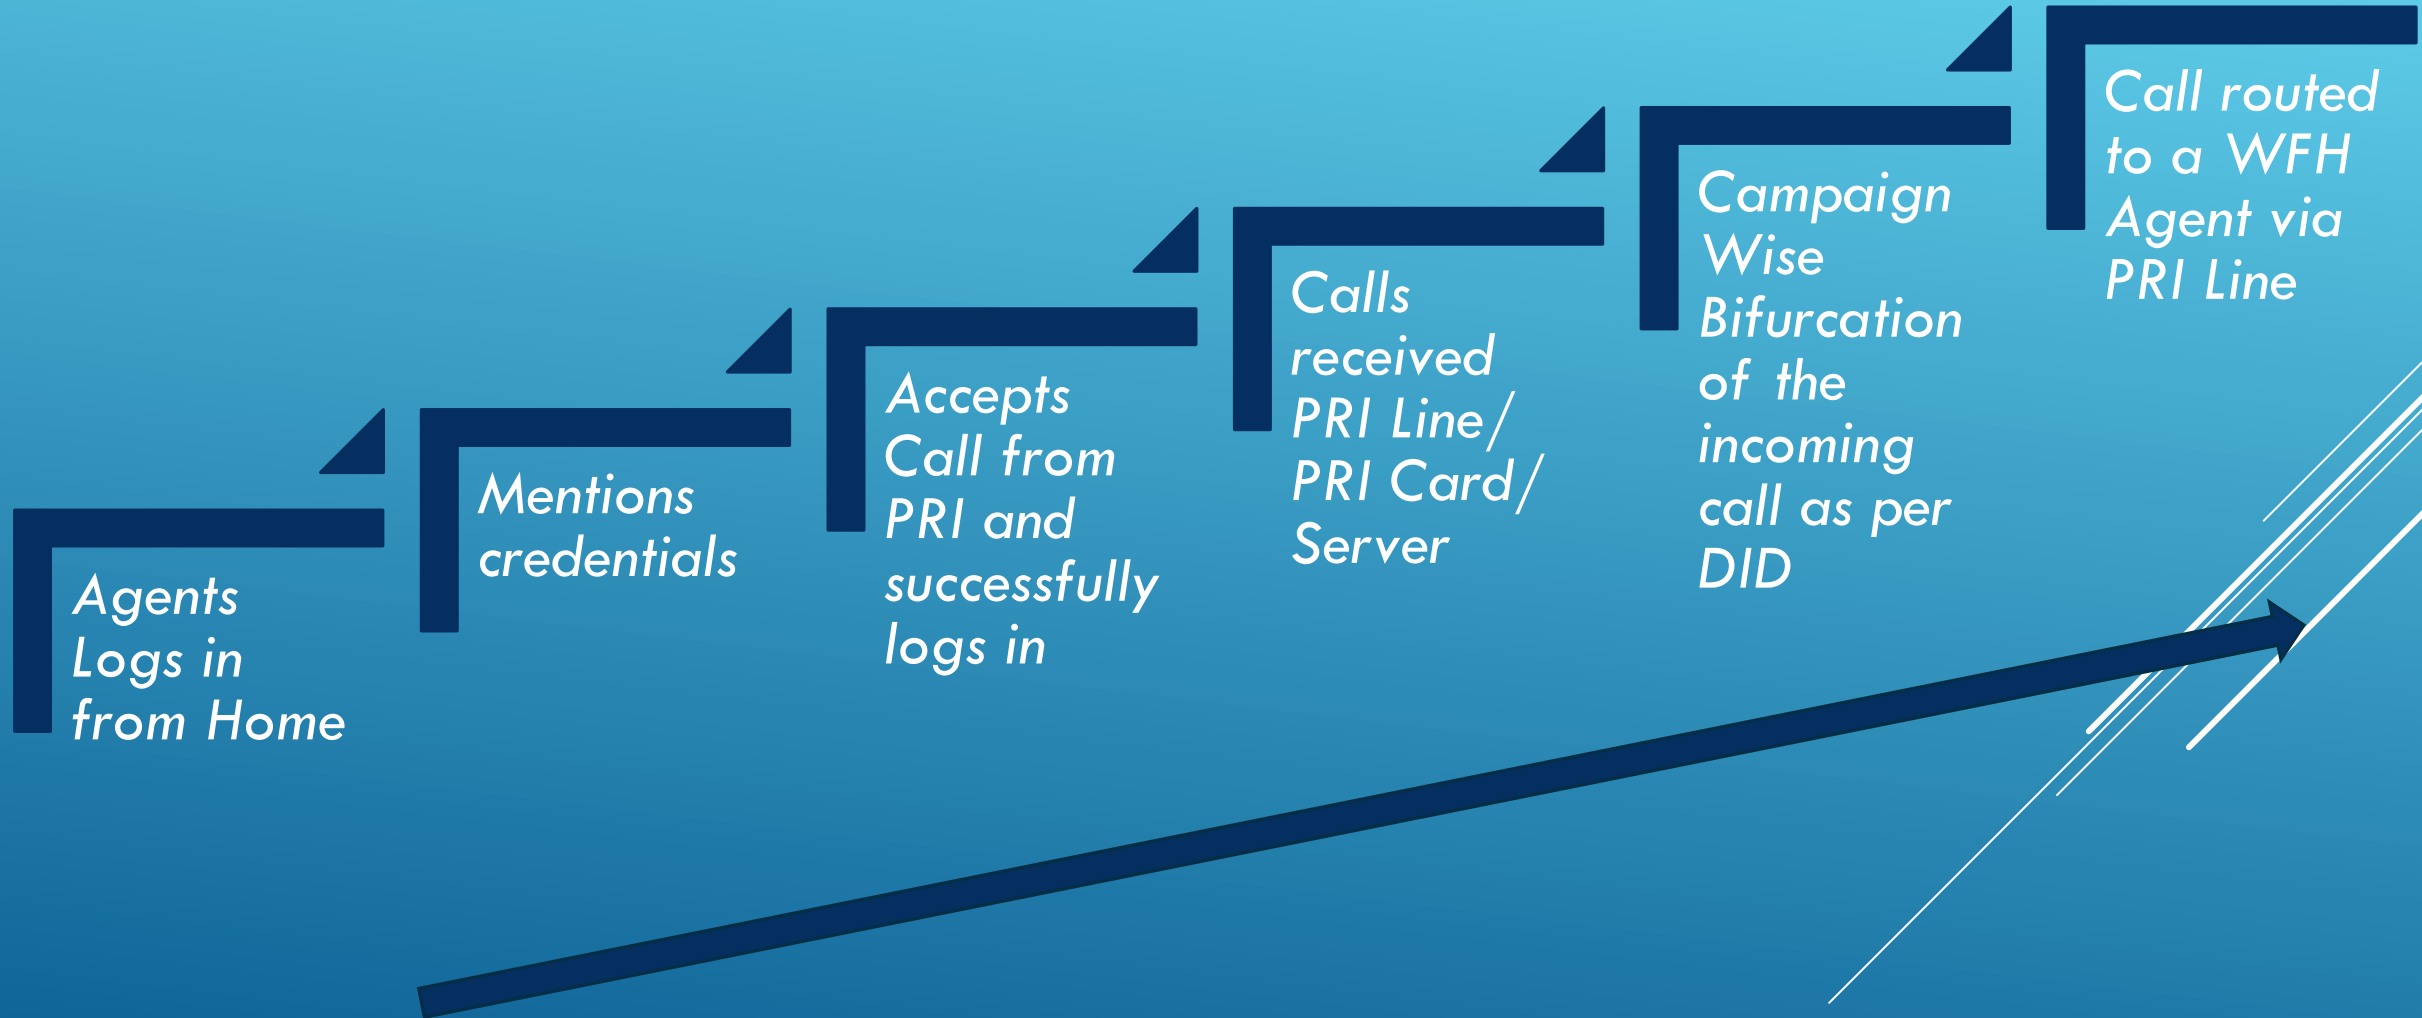 Agents
Logs in
from Home
Mentions
credentials
Accepts
Call from
PRI and
successfully
logs in
Calls
received
PRI Line/
PRI Card/
Server
Campaign
Wise
Bifurcation
of the
incoming
call as per
DID
Call routed
to a WFH
Agent via
PRI Line